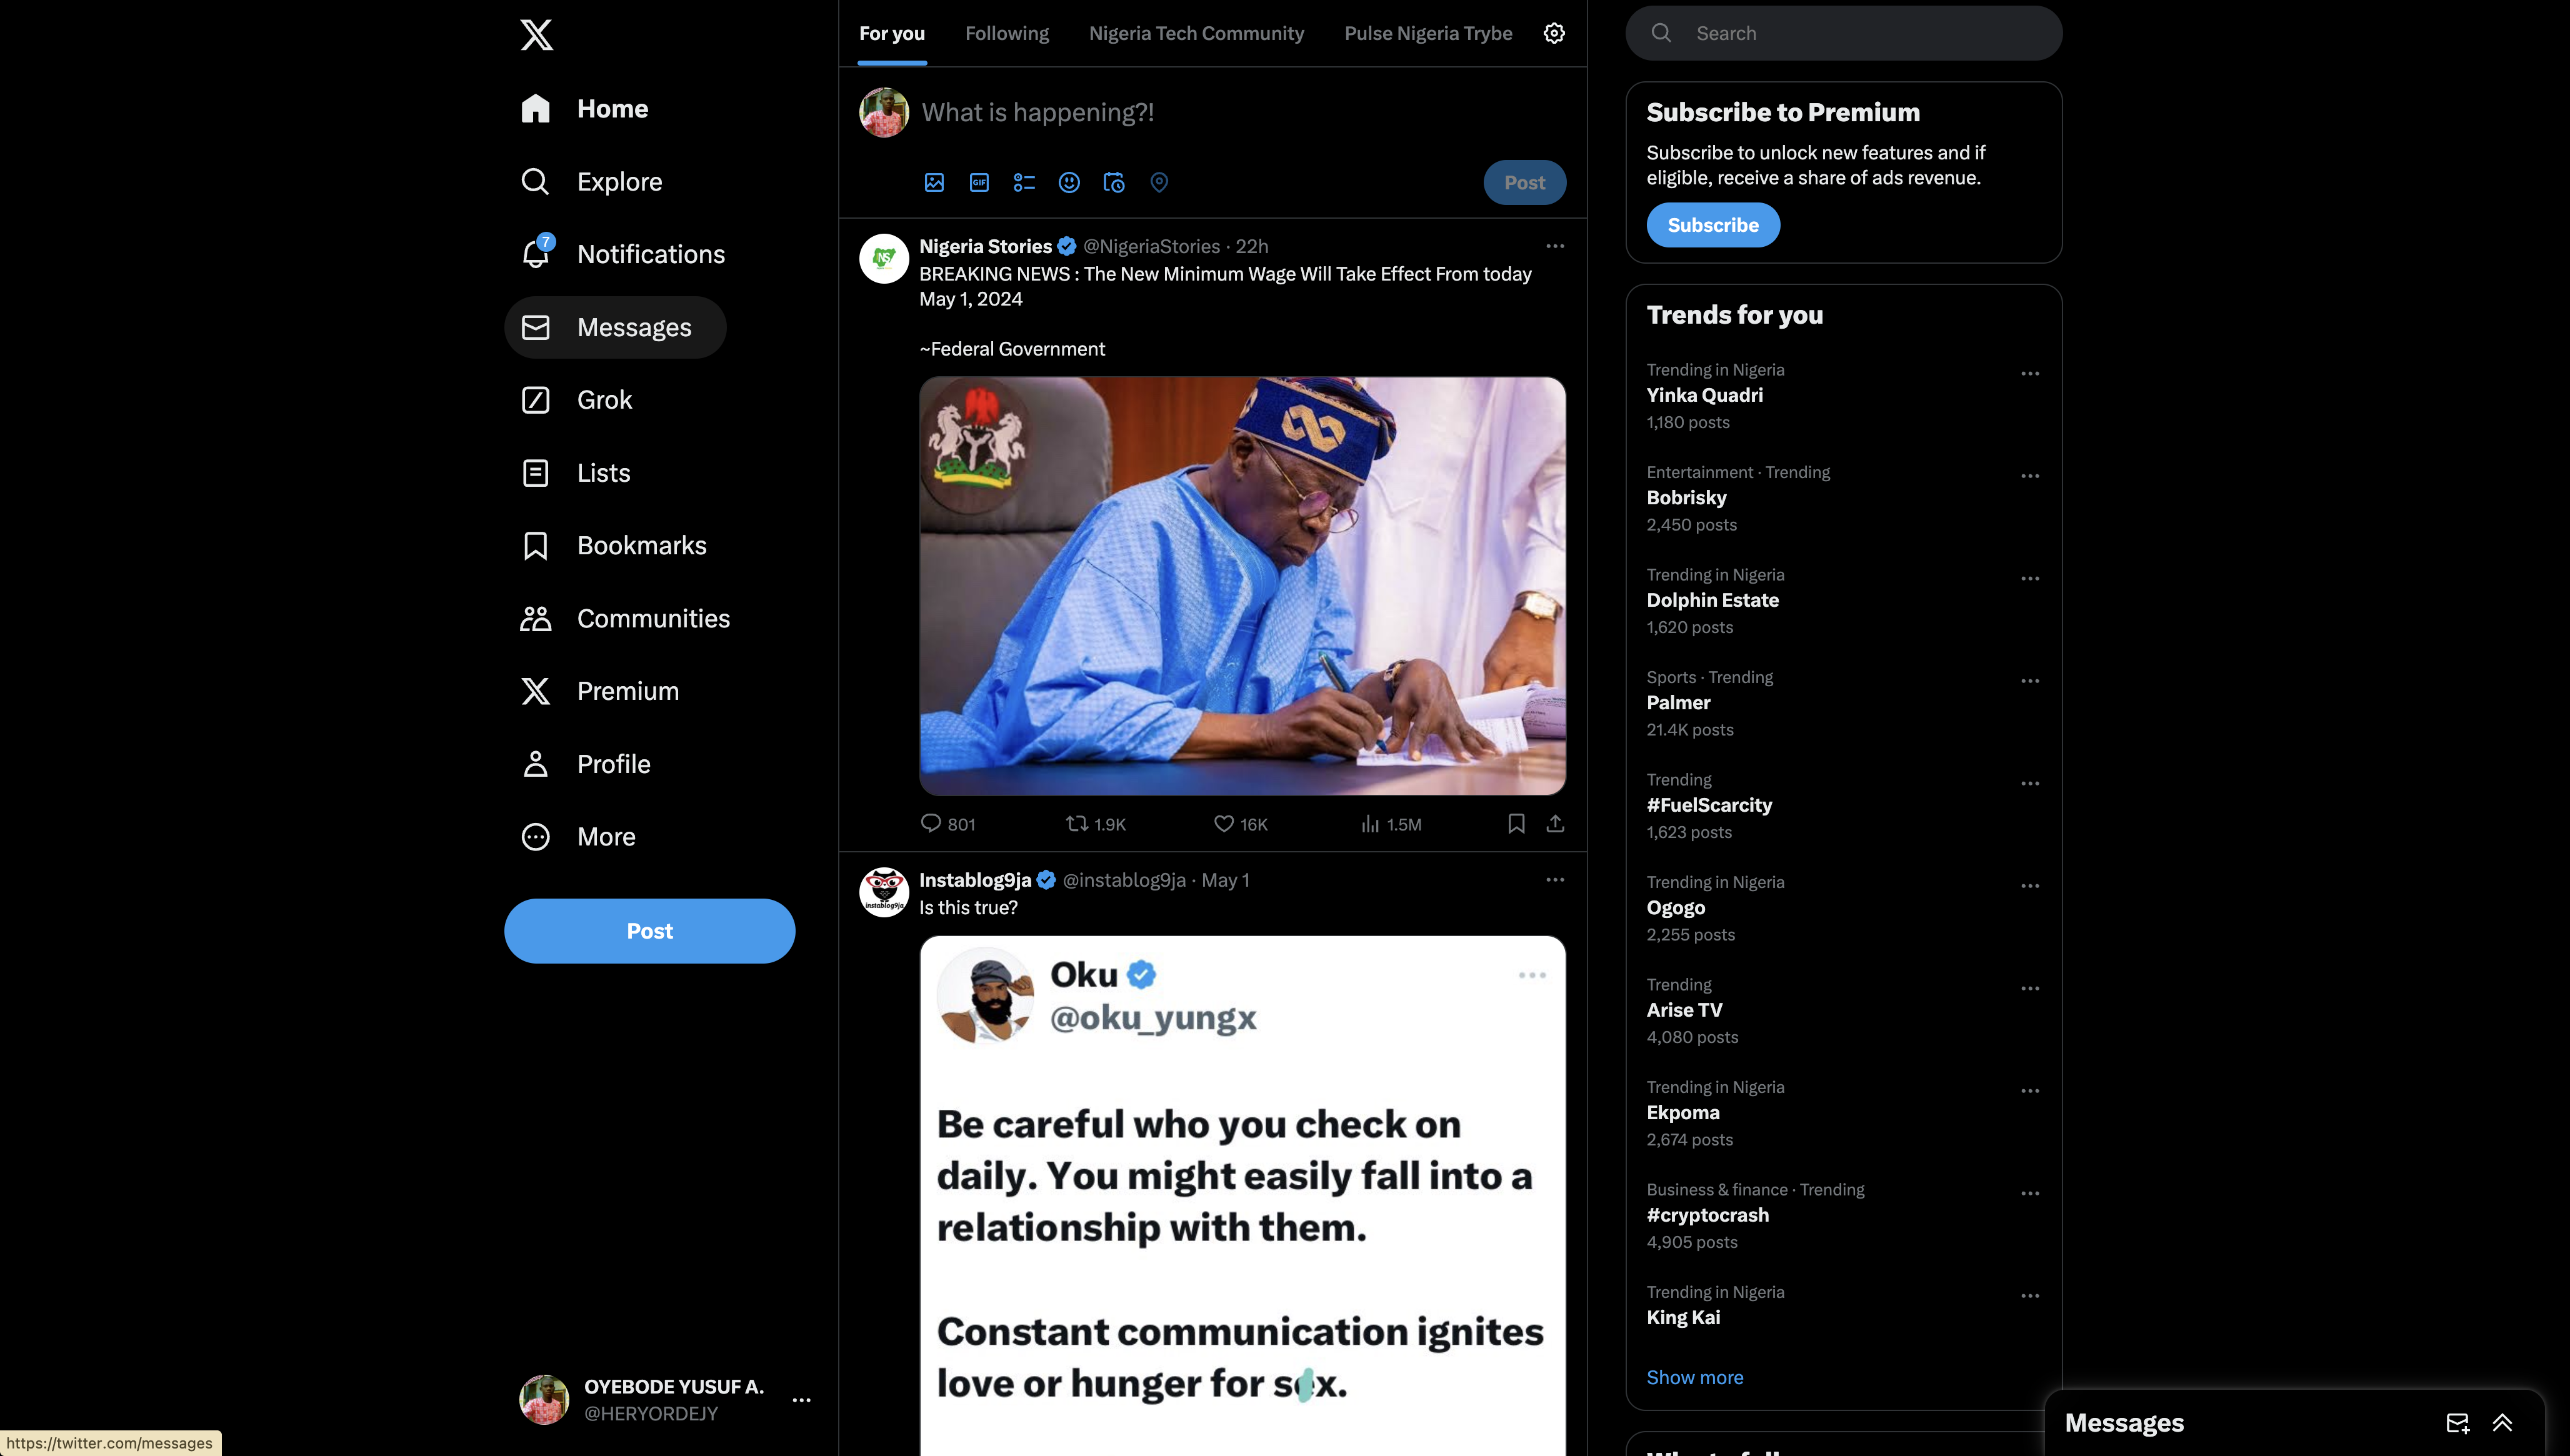 Home
Explore
7
Notifications
Messages
Grok
Lists
Bookmarks
Communities
Premium
Profile
More
Post
OYEBODE YUSUF A.
@HERYORDEJY
https://twitter.com/messages
For you
Following
Nigeria Tech Community
Pulse Nigeria Trybe
What is happening?!
GIF
Post
NS
Nigeria Stories @NigeriaStories · 22h
BREAKING NEWS : The New Minimum Wage Will Take Effect From today
May 1, 2024
~Federal Government
801
1.9K
16K
1.5M
instablog9ja
Instablog9ja @instablog9ja · May 1
Is this true?
Oku
@oku_yungx
Be careful who you check on
daily. You might easily fall into a
relationship with them.
Constant communication ignites
love or hunger for sex.
Search
Subscribe to Premium
Subscribe to unlock new features and if
eligible, receive a share of ads revenue.
Subscribe
Trends for you
Trending in Nigeria
Yinka Quadri
1,180 posts
Entertainment · Trending
Bobrisky
2,450 posts
Trending in Nigeria
Dolphin Estate
1,620 posts
Sports · Trending
Palmer
21.4K posts
Trending
#FuelScarcity
1,623 posts
Trending in Nigeria
Ogogo
2,255 posts
Trending
Arise TV
4,080 posts
Trending in Nigeria
Ekpoma
2,674 posts
Business & finance · Trending
#cryptocrash
4,905 posts
Trending in Nigeria
King Kai
Show more
Messages